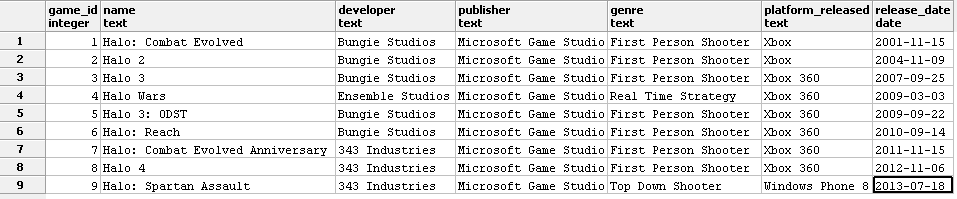 game_id name developer publisher genre platform_released release_date
integer text text text text text date
1 1 Halo: Combat Evolved Bungie Studios Microsoft Game Studio First Person Shooter Xbox 2001-11-15
2 2 Halo 2 Bungie Studios Microsoft Game Studio First Person Shooter Xbox 2004-11-09
3 3 Halo 3 Bungie Studios Microsoft Game Studio First Person Shooter Xbox 360 2007-09-25
4 4 Halo Wars Ensemble Studios Microsoft Game Studio Real Time Strategy Xbox 360 2009-03-03
5 5 Halo 3: ODST Bungie Studios Microsoft Game Studio First Person Shooter Xbox 360 2009-09-22
6 6 Halo: Reach Bungie Studios Microsoft Game Studio First Person Shooter Xbox 360 2010-09-14
7 7 Halo: Combat Evolved Anniversary 343 Industries Microsoft Game Studio First Person Shooter Xbox 360 2011-11-15
8 8 Halo 4 343 Industries Microsoft Game Studio First Person Shooter Xbox 360 2012-11-06
9 9 Halo: Spartan Assault 343 Industries Microsoft Game Studio Top Down Shooter Windows Phone 8 2013-07-18